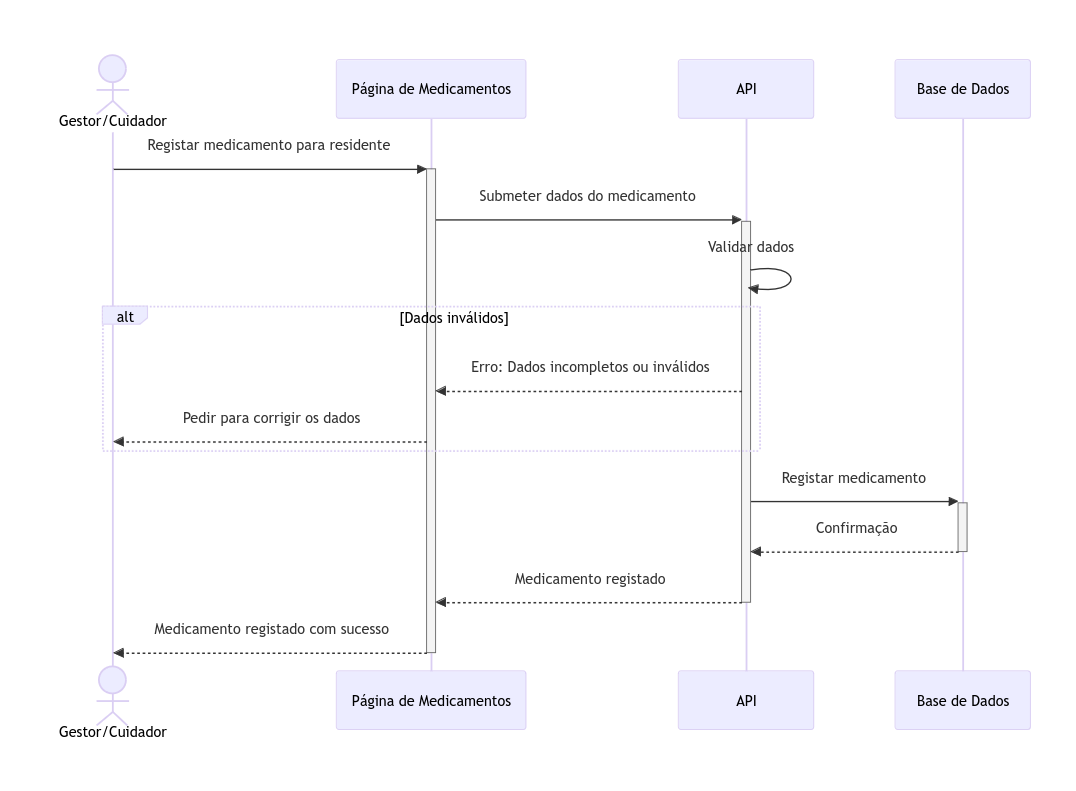 Gestor/Cuidador
Página de Medicamentos
API
Base de Dados
Registar medicamento para residente
Submeter dados do medicamento
Validar dados
alt
[Dados inválidos]
Erro: Dados incompletos ou inválidos
Pedir para corrigir os dados
Registar medicamento
Confirmação
Medicamento registado
Medicamento registado com sucesso
Gestor/Cuidador
Página de Medicamentos
API
Base de Dados